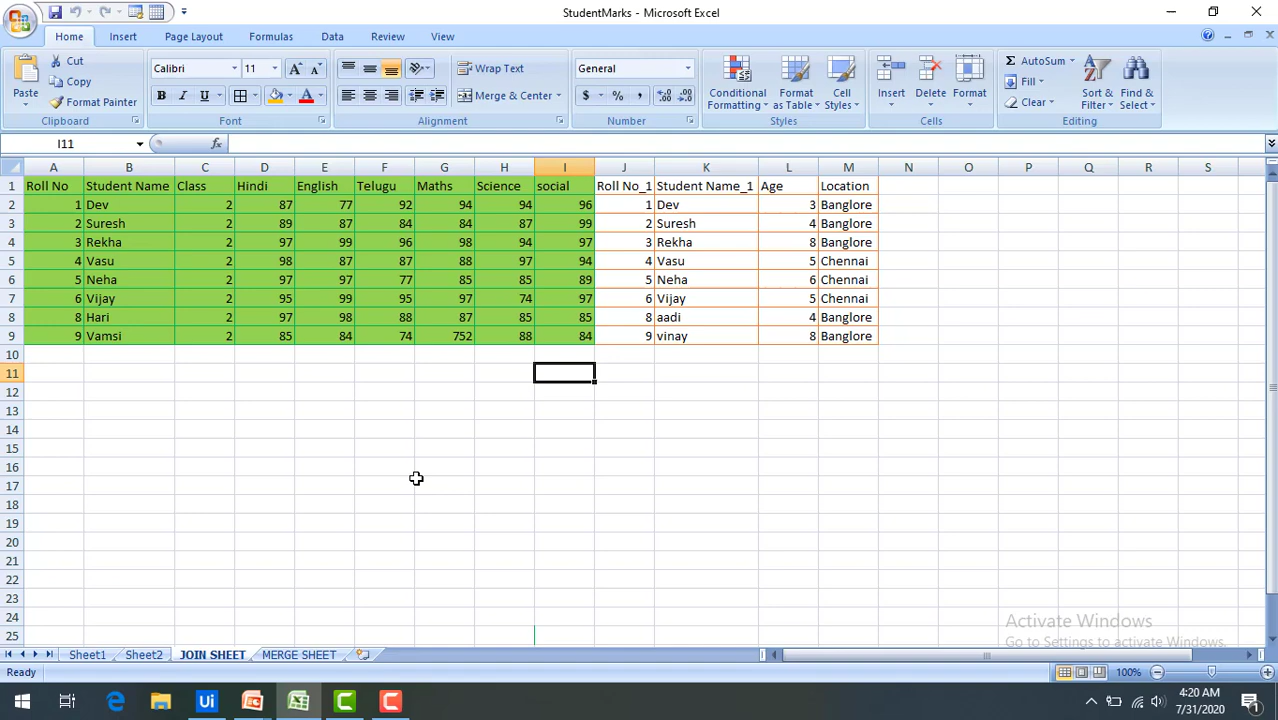 StudentMarks - Microsoft Excel
Home Insert Page Layout Formulas Data Review View
Paste
Cut
Copy
Format Painter
Clipboard
Calibri 11
B I U
Font
Wrap Text
Merge & Center
Alignment
General
$ % , .0 .00 .00 .0
Number
Conditional Formatting
Format as Table
Cell Styles
Styles
Insert Delete Format
Cells
Σ AutoSum
Fill
Clear
Sort & Filter
Find & Select
Editing
I11 fx
A B C D E F G H I J K L M N O P Q R S
1 Roll No Student Name Class Hindi English Telugu Maths Science social Roll No_1 Student Name_1 Age Location
2 1 Dev 2 87 77 92 94 94 96 1 Dev 3 Banglore
3 2 Suresh 2 89 87 84 84 87 99 2 Suresh 4 Banglore
4 3 Rekha 2 97 99 96 98 94 97 3 Rekha 8 Banglore
5 4 Vasu 2 98 87 87 88 97 94 4 Vasu 5 Chennai
6 5 Neha 2 97 97 77 85 85 89 5 Neha 6 Chennai
7 6 Vijay 2 95 99 95 97 74 97 6 Vijay 5 Chennai
8 8 Hari 2 97 98 88 87 85 85 8 aadi 4 Banglore
9 9 Vamsi 2 85 84 74 752 88 84 9 vinay 8 Banglore
10
11
12
13
14
15
16
17
18
19
20
21
22
23
24
25
Activate Windows
Go to Settings to activate Windows.
Sheet1 Sheet2 JOIN SHEET MERGE SHEET
Ready 100%
Ui
4:20 AM
7/31/2020
1